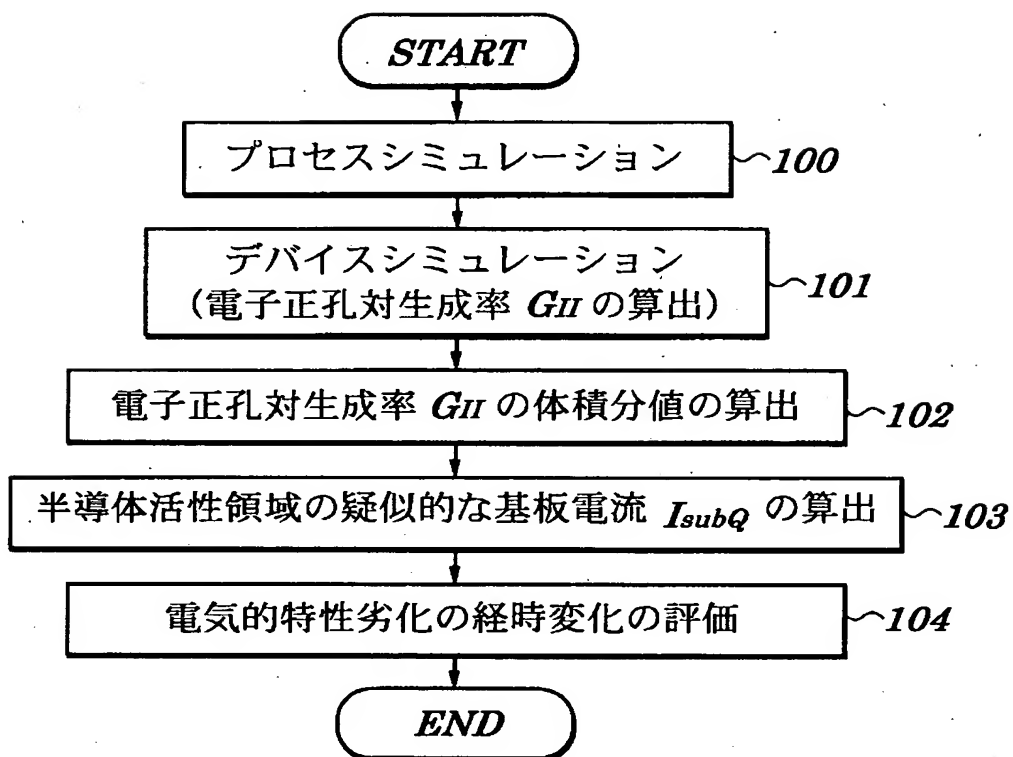 START
プロセスシミュレーション 100
デバイスシミュレーション
(電子正孔対生成率 GII の算出) 101
電子正孔対生成率 GII の体積分値の算出 102
半導体活性領域の疑似的な基板電流 IsubQ の算出 103
電気的特性劣化の経時変化の評価 104
END